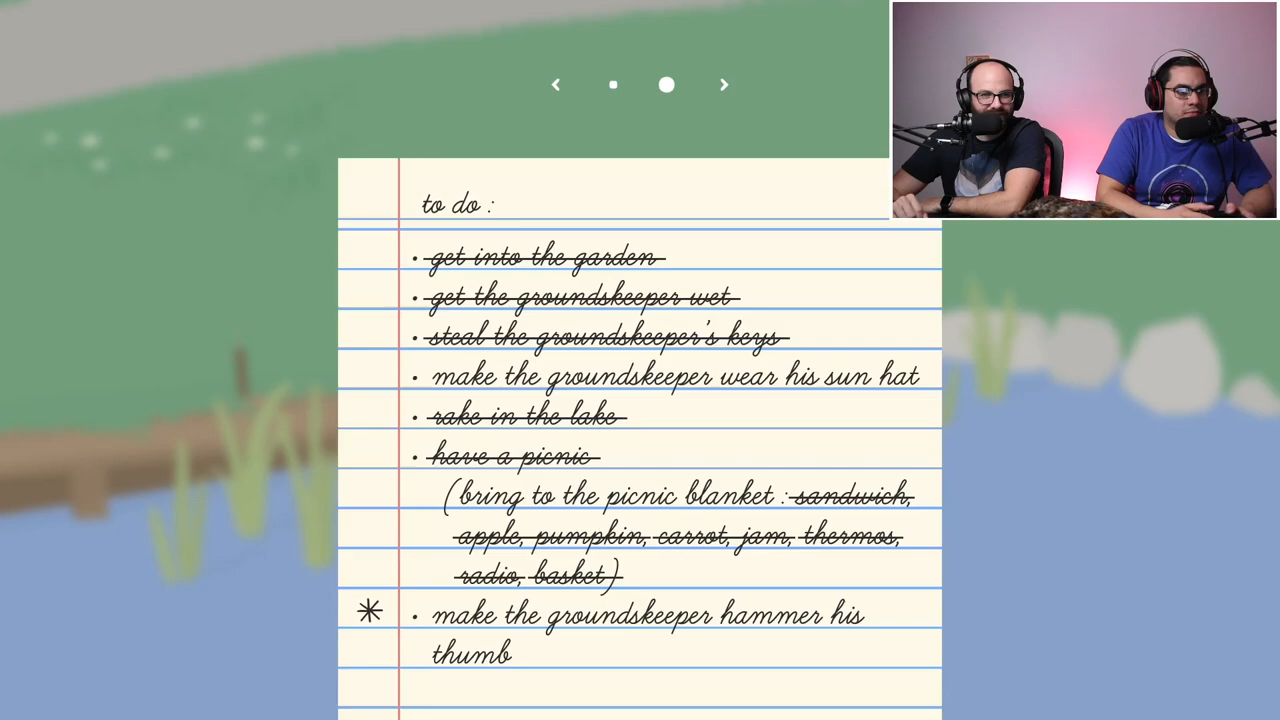 to do :
· get into the garden
· get the groundskeeper wet
· steal the groundskeeper's keys
· make the groundskeeper wear his sun hat
· rake in the lake
· have a picnic
(bring to the picnic blanket : sandwich,
apple, pumpkin, carrot, jam, thermos,
radio, basket)
* · make the groundskeeper hammer his
thumb